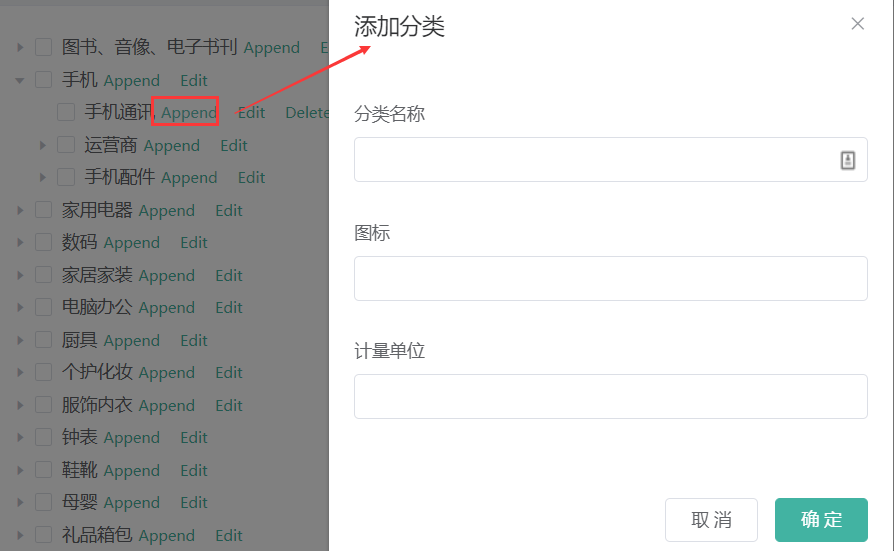 图书、音像、电子书刊 Append E
手机 Append Edit
手机通讯 Append Edit Delete
运营商 Append Edit
手机配件 Append Edit
家用电器 Append Edit
数码 Append Edit
家居家装 Append Edit
电脑办公 Append Edit
厨具 Append Edit
个护化妆 Append Edit
服饰内衣 Append Edit
钟表 Append Edit
鞋靴 Append Edit
母婴 Append Edit
礼品箱包 Append Edit
添加分类
分类名称
图标
计量单位
取消 确定